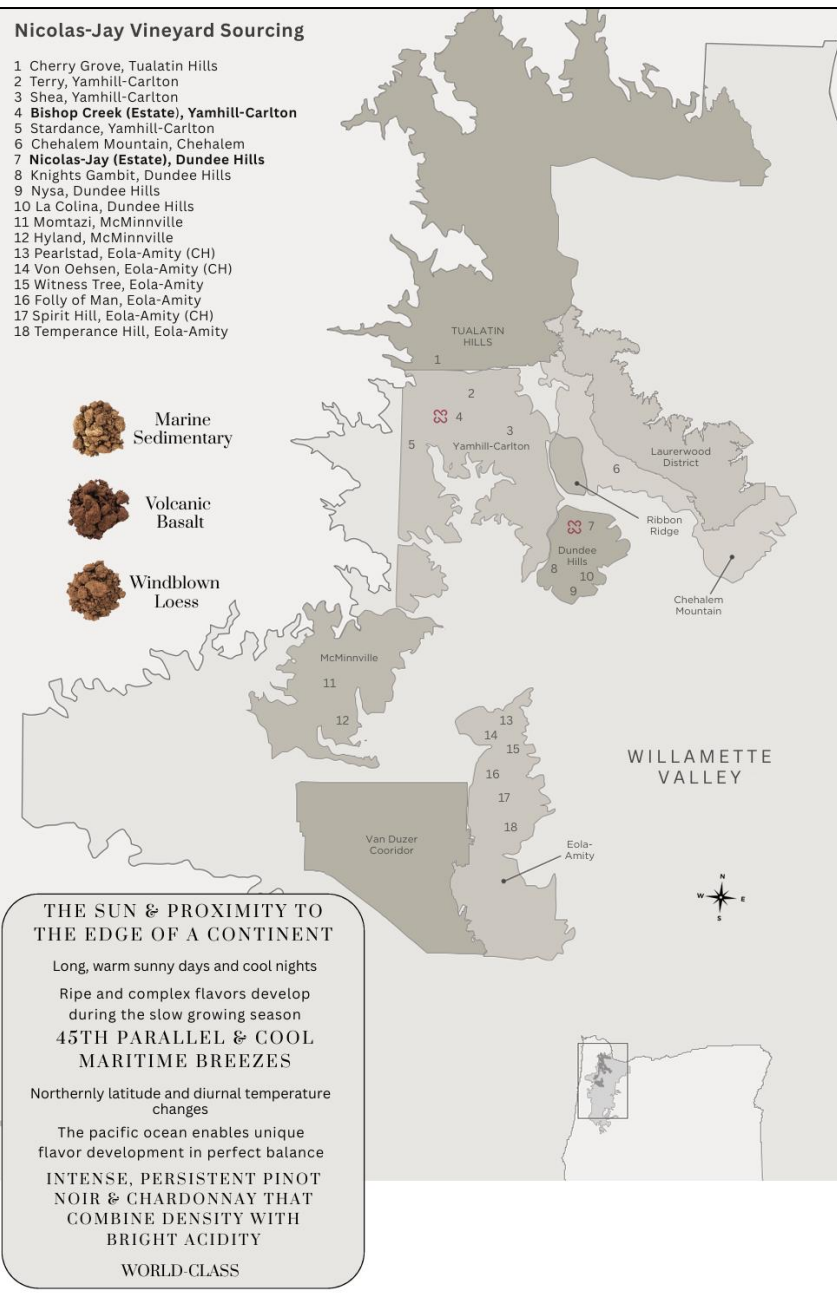 Nicolas-Jay Vineyard Sourcing
1 Cherry Grove, Tualatin Hills
2 Terry, Yamhill-Carlton
3 Shea, Yamhill-Carlton
4 Bishop Creek (Estate), Yamhill-Carlton
5 Stardance, Yamhill-Carlton
6 Chehalem Mountain, Chehalem
7 Nicolas-Jay (Estate), Dundee Hills
8 Knights Gambit, Dundee Hills
9 Nysa, Dundee Hills
10 La Colina, Dundee Hills
11 Momtazi, McMinnville
12 Hyland, McMinnville
13 Pearlstad, Eola-Amity (CH)
14 Von Oehsen, Eola-Amity (CH)
15 Witness Tree, Eola-Amity
16 Folly of Man, Eola-Amity
17 Spirit Hill, Eola-Amity (CH)
18 Temperance Hill, Eola-Amity
Marine
Sedimentary
Volcanic
Basalt
Windblown
Loess
TUALATIN
HILLS
1
2
4
3
5
Yamhill-Carlton
6
Laurerwood
District
Ribbon
Ridge
7
Dundee
Hills
8
10
9
Chehalem
Mountain
McMinnville
11
12
13
14
15
16
17
18
WILLAMETTE
VALLEY
Van Duzer
Cooridor
Eola-
Amity
N
W
E
S
THE SUN & PROXIMITY TO
THE EDGE OF A CONTINENT
Long, warm sunny days and cool nights
Ripe and complex flavors develop
during the slow growing season
45TH PARALLEL & COOL
MARITIME BREEZES
Northernly latitude and diurnal temperature
changes
The pacific ocean enables unique
flavor development in perfect balance
INTENSE, PERSISTENT PINOT
NOIR & CHARDONNAY THAT
COMBINE DENSITY WITH
BRIGHT ACIDITY
WORLD-CLASS